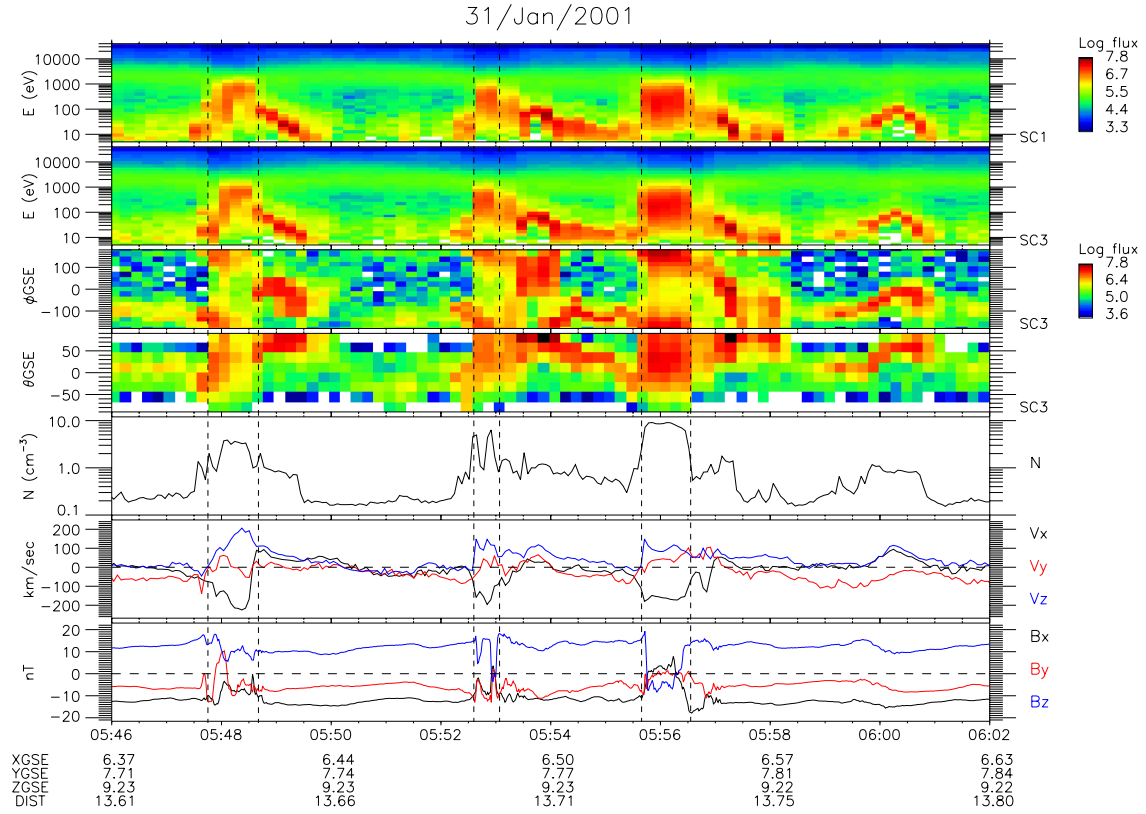 31/Jan/2001
Log flux
7.8
6.7
5.5
4.4
3.3
E (eV)
10000
1000
100
10
SC1
E (eV)
10000
1000
100
10
SC3
Log flux
7.8
6.4
5.0
3.6
ϕGSE
100
0
−100
SC3
θGSE
50
0
−50
SC3
N (cm⁻³)
10.0
1.0
0.1
N
km/sec
200
100
0
−100
−200
Vx
Vy
Vz
nT
20
10
0
−10
−20
Bx
By
Bz
05:46 05:48 05:50 05:52 05:54 05:56 05:58 06:00 06:02
XGSE 6.37 6.44 6.50 6.57 6.63
YGSE 7.71 7.74 7.77 7.81 7.84
ZGSE 9.23 9.23 9.23 9.22 9.22
DIST 13.61 13.66 13.71 13.75 13.80